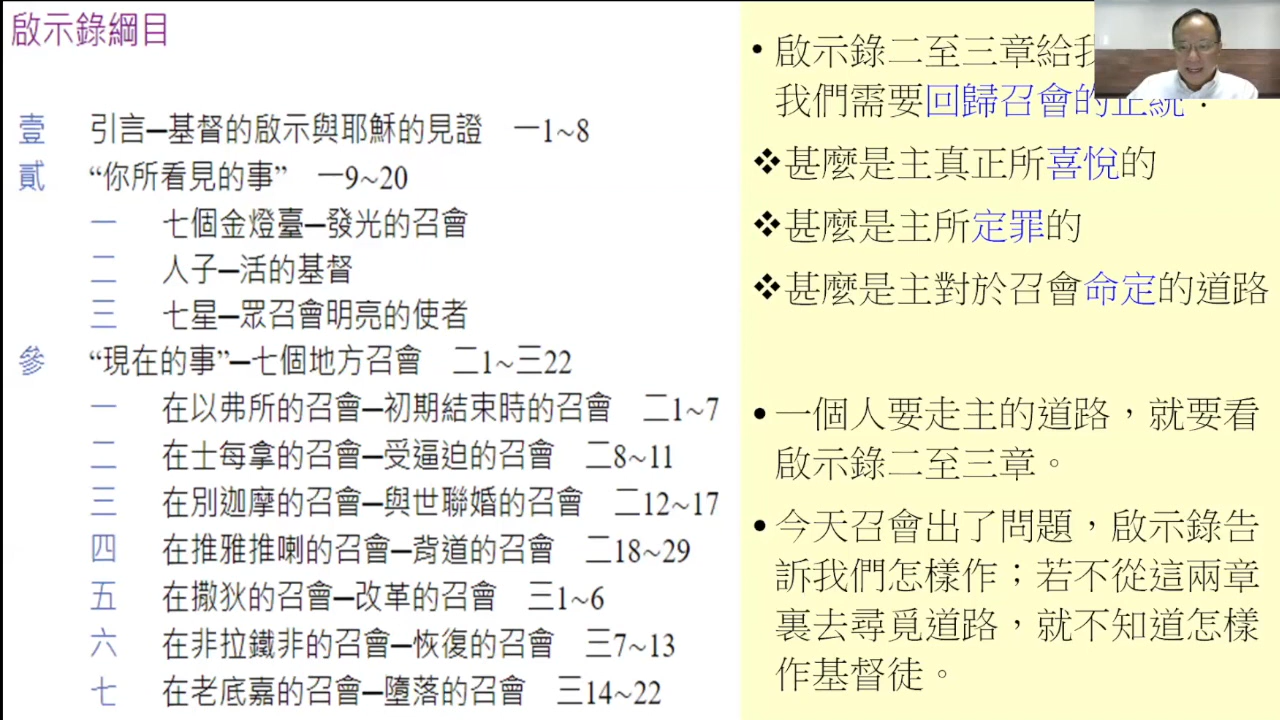 啟示錄綱目
壹 引言─基督的啟示與耶穌的見證 一1~8
貳 “你所看見的事” 一9~20
一 七個金燈臺─發光的召會
二 人子─活的基督
三 七星─眾召會明亮的使者
參 “現在的事”─七個地方召會 二1~三22
一 在以弗所的召會─初期結束時的召會 二1~7
二 在士每拿的召會─受逼迫的召會 二8~11
三 在別迦摩的召會─與世聯婚的召會 二12~17
四 在推雅推喇的召會─背道的召會 二18~29
五 在撒狄的召會─改革的召會 三1~6
六 在非拉鐵非的召會─恢復的召會 三7~13
七 在老底嘉的召會─墮落的召會 三14~22
• 啟示錄二至三章給我
我們需要回歸召會的正統：
❖甚麼是主真正所喜悅的
❖甚麼是主所定罪的
❖甚麼是主對於召會命定的道路
• 一個人要走主的道路，就要看
啟示錄二至三章。
• 今天召會出了問題，啟示錄告
訴我們怎樣作；若不從這兩章
裏去尋覓道路，就不知道怎樣
作基督徒。